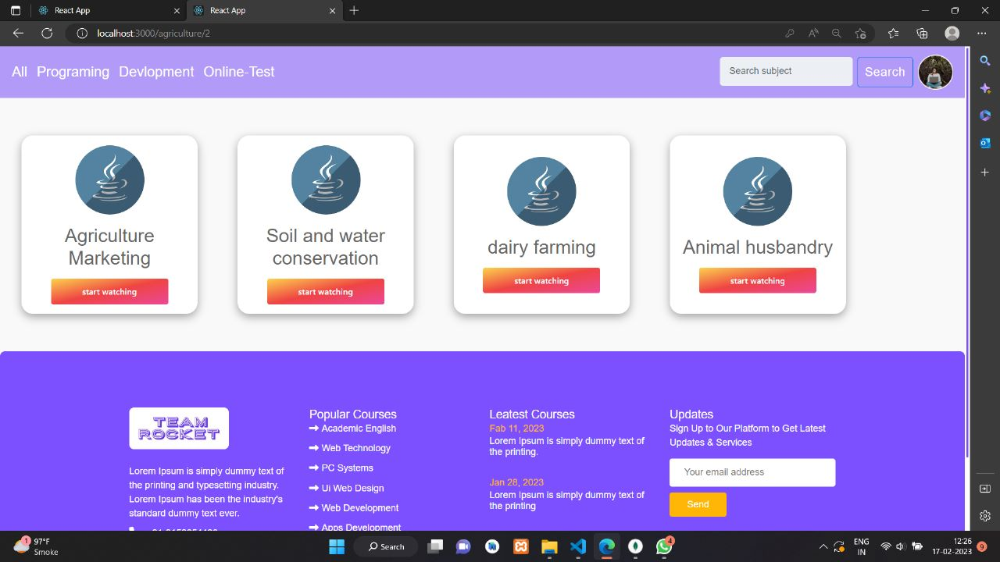 React App
React App
localhost:3000/agriculture/2
All Programing Devlopment Online-Test
Search subject
Search
Agriculture
Marketing
start watching
Soil and water
conservation
start watching
dairy farming
start watching
Animal husbandry
start watching
TEAM
ROCKET
Lorem Ipsum is simply dummy text of
the printing and typesetting industry.
Lorem Ipsum has been the industry's
standard dummy text ever.
Popular Courses
Academic English
Web Technology
PC Systems
Ui Web Design
Web Development
Apps Development
Leatest Courses
Fab 11, 2023
Lorem Ipsum is simply dummy text of
the printing.
Jan 28, 2023
Lorem Ipsum is simply dummy text of
the printing
Updates
Sign Up to Our Platform to Get Latest
Updates & Services
Your email address
Send
1
97°F
Smoke
Search
4
ENG
IN
12:26
17-02-2023
9